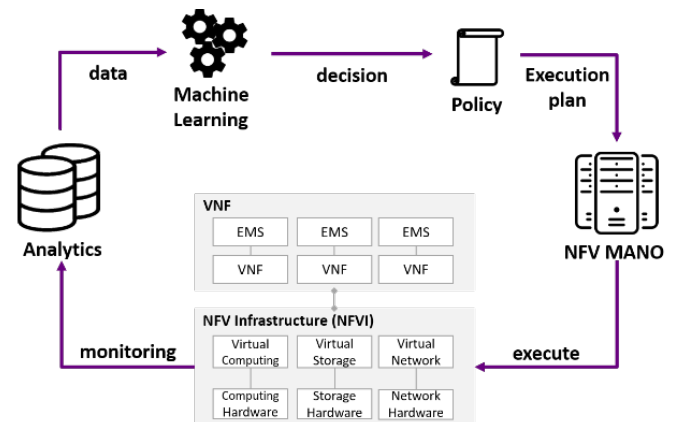 data
Machine
Learning
decision
Policy
Execution
plan
Analytics
NFV MANO
VNF
EMS EMS EMS
VNF VNF VNF
NFV Infrastructure (NFVI)
Virtual
Computing
Virtual
Storage
Virtual
Network
Computing
Hardware
Storage
Hardware
Network
Hardware
monitoring
execute